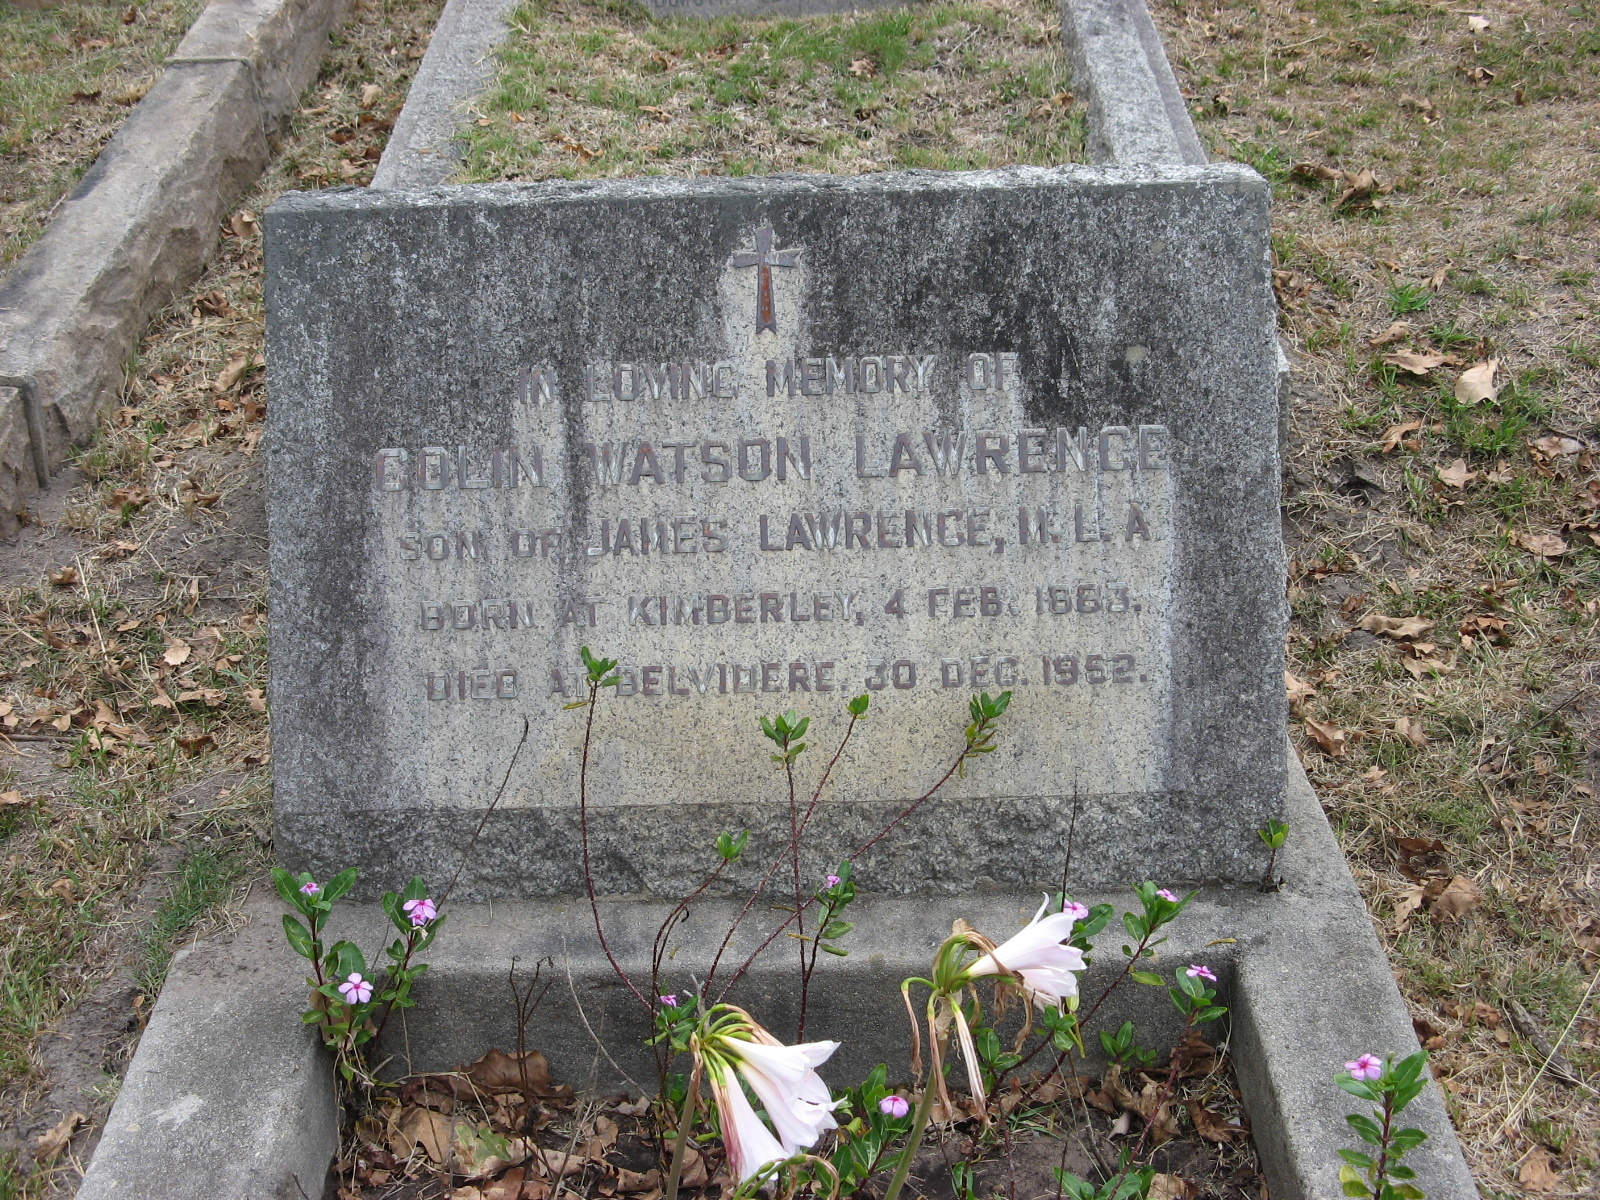 IN LOVING MEMORY OF
COLIN WATSON LAWRENCE
SON OF JAMES LAWRENCE, M.L.A.
BORN AT KIMBERLEY, 4 FEB. 1883.
DIED AT BELVIDERE. 30 DEC. 1952.